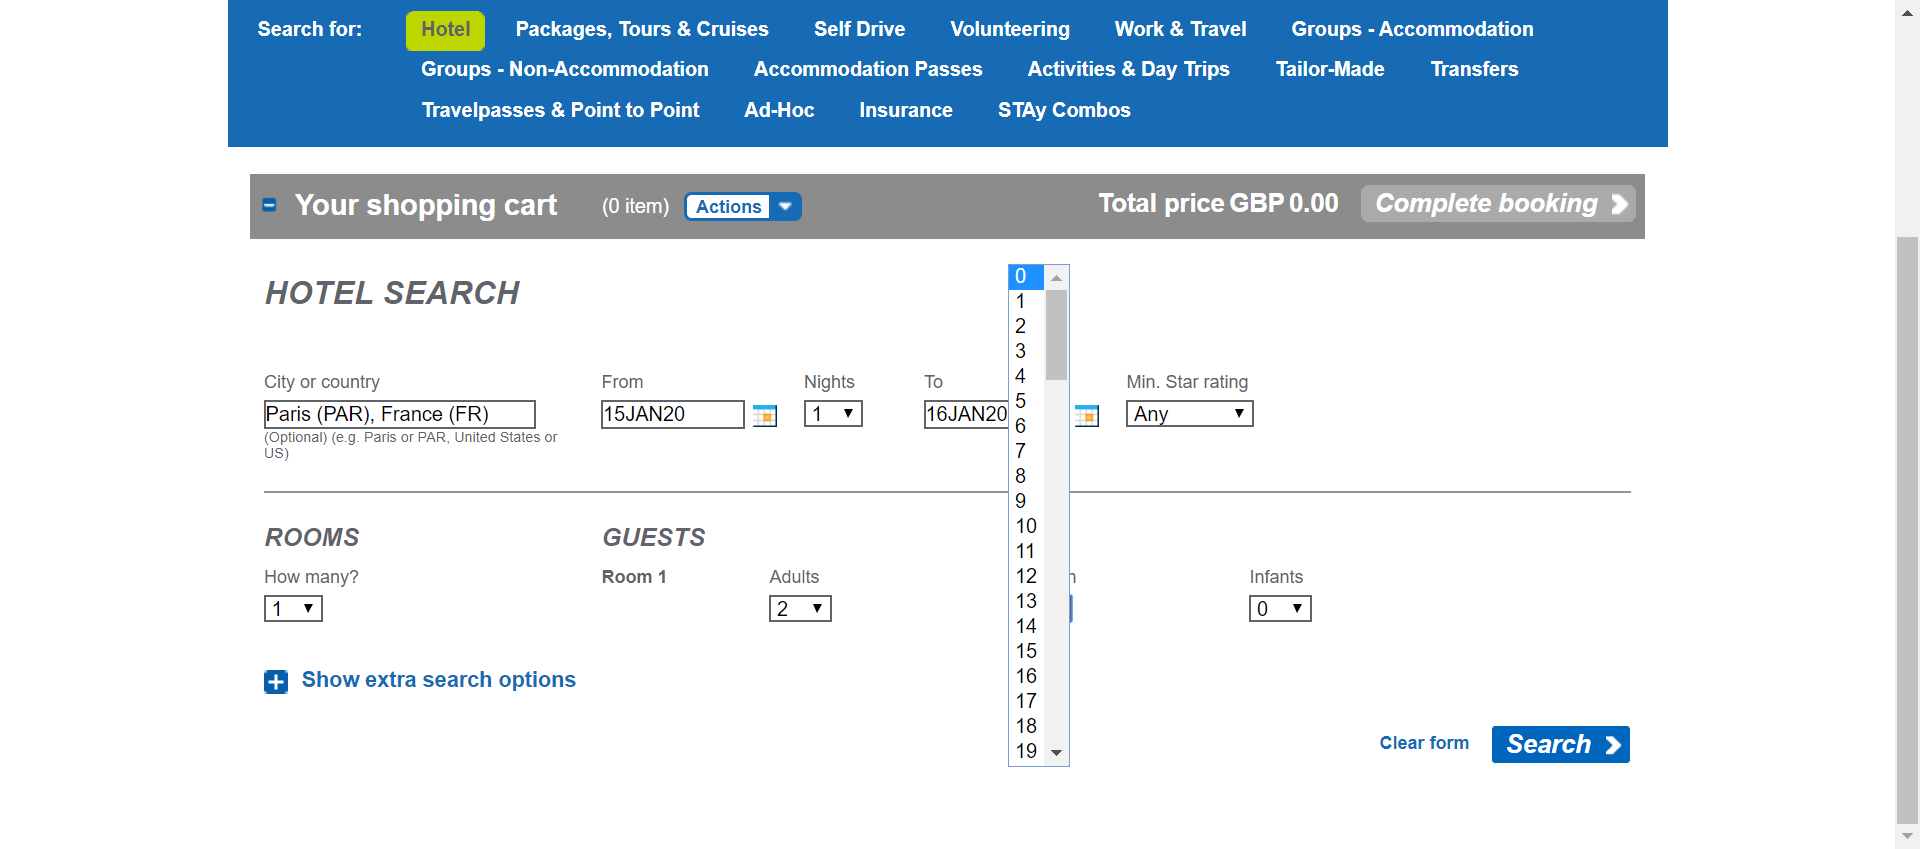 Search for: Hotel Packages, Tours & Cruises Self Drive Volunteering Work & Travel Groups - Accommodation
Groups - Non-Accommodation Accommodation Passes Activities & Day Trips Tailor-Made Transfers
Travelpasses & Point to Point Ad-Hoc Insurance STAy Combos
Your shopping cart (0 item) Actions Total price GBP 0.00 Complete booking
HOTEL SEARCH
City or country From Nights To Min. Star rating
Paris (PAR), France (FR) 15JAN20 1 16JAN20 Any
(Optional) (e.g. Paris or PAR, United States or
US)
0
1
2
3
4
5
6
7
8
9
10
11
12
13
14
15
16
17
18
19
ROOMS GUESTS
How many? Room 1 Adults Infants
1 2 0
Show extra search options
Clear form Search